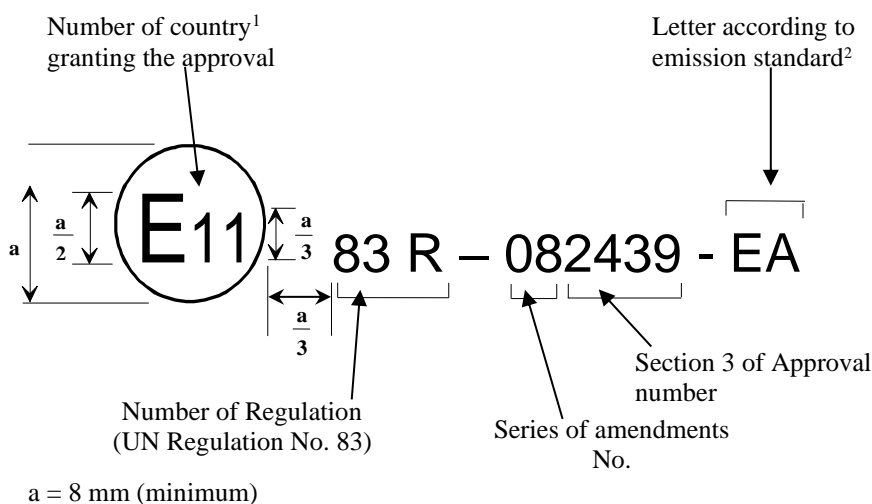 Number of country1
granting the approval
Letter according to
emission standard2
a
a
2
E11
a
3
83 R – 082439 - EA
a
3
Section 3 of Approval
number
Number of Regulation
(UN Regulation No. 83)
Series of amendments
No.
a = 8 mm (minimum)